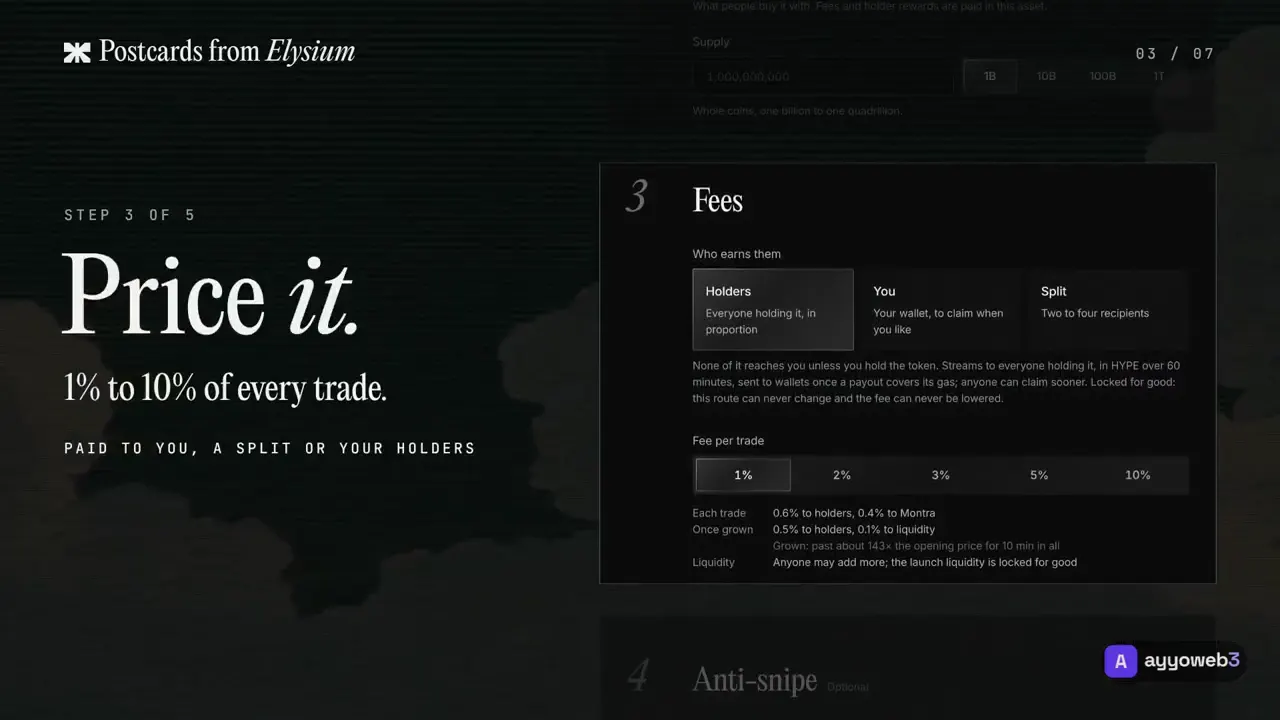 Postcards from Elysium
03 / 07
STEP 3 OF 5
Price it.
1% to 10% of every trade.
PAID TO YOU, A SPLIT OR YOUR HOLDERS
What people buy it with. Fees and holder rewards are paid in this asset.
Supply
1,000,000,000
1B
10B
100B
1T
Whole coins, one billion to one quadrillion.
3
Fees
Who earns them
Holders
Everyone holding it, in
proportion
You
Your wallet, to claim when
you like
Split
Two to four recipients
None of it reaches you unless you hold the token. Streams to everyone holding it, in HYPE over 60
minutes, sent to wallets once a payout covers its gas; anyone can claim sooner. Locked for good:
this route can never change and the fee can never be lowered.
Fee per trade
1%
2%
3%
5%
10%
Each trade 0.6% to holders, 0.4% to Montra
Once grown 0.5% to holders, 0.1% to liquidity
Grown: past about 143× the opening price for 10 min in all
Liquidity Anyone may add more; the launch liquidity is locked for good
4
Anti-snipe Optional
A ayyoweb3